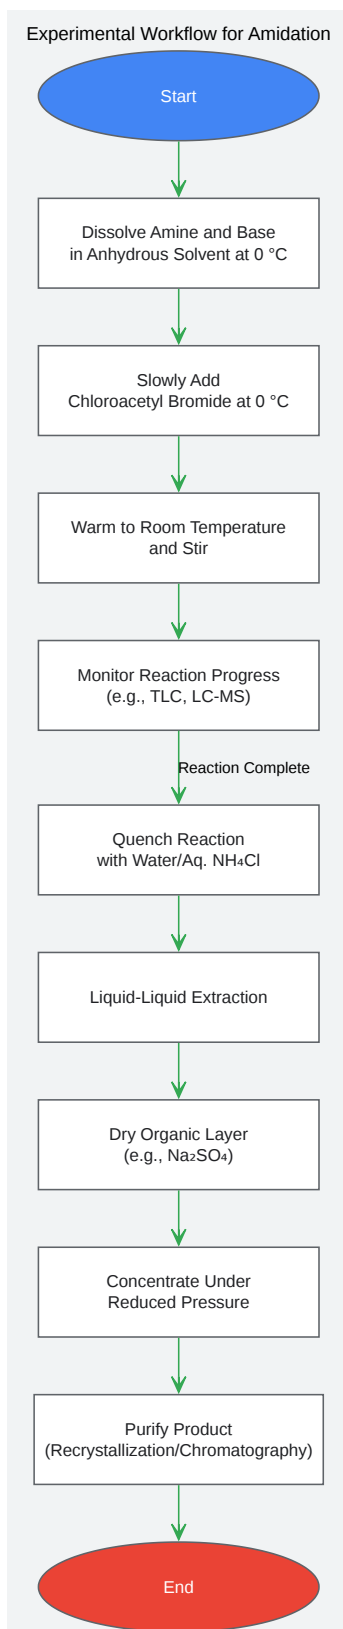 Experimental Workflow for Amidation
Start
Dissolve Amine and Base
in Anhydrous Solvent at 0 °C
Slowly Add
Chloroacetyl Bromide at 0 °C
Warm to Room Temperature
and Stir
Monitor Reaction Progress
(e.g., TLC, LC-MS)
Reaction Complete
Quench Reaction
with Water/Aq. NH₄Cl
Liquid-Liquid Extraction
Dry Organic Layer
(e.g., Na₂SO₄)
Concentrate Under
Reduced Pressure
Purify Product
(Recrystallization/Chromatography)
End